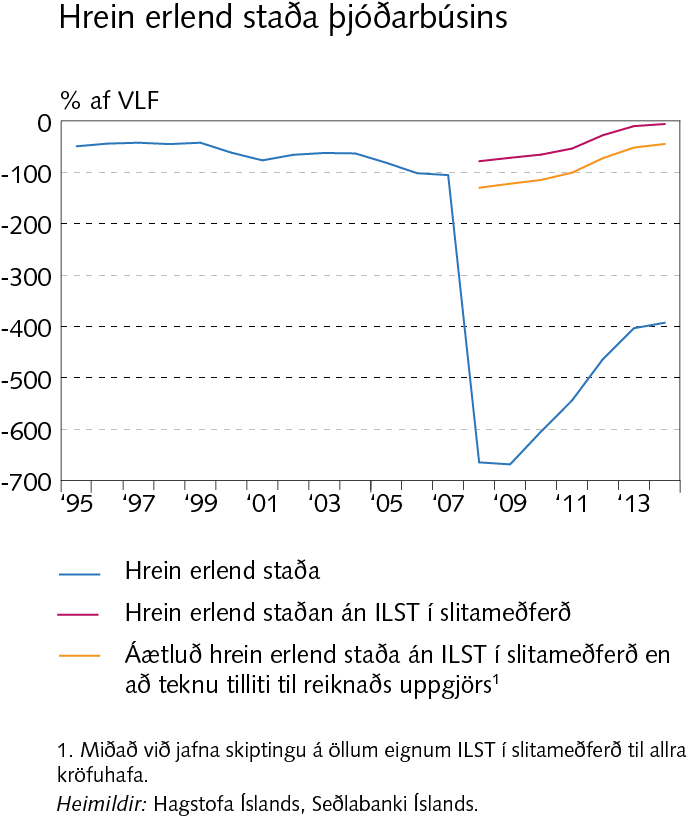 Hrein erlend staða þjóðarbúsins
% af VLF
0
-100
-200
-300
-400
-500
-600
-700
‘95 ‘97 ‘99 ‘01 ‘03 ‘05 ‘07 ‘09 ‘11 ‘13
Hrein erlend staða
Hrein erlend staðan án ILST í slitameðferð
Áætluð hrein erlend staða án ILST í slitameðferð en
að teknu tilliti til reiknaðs uppgjörs¹
1. Miðað við jafna skiptingu á öllum eignum ILST í slitameðferð til allra
kröfuhafa.
Heimildir: Hagstofa Íslands, Seðlabanki Íslands.